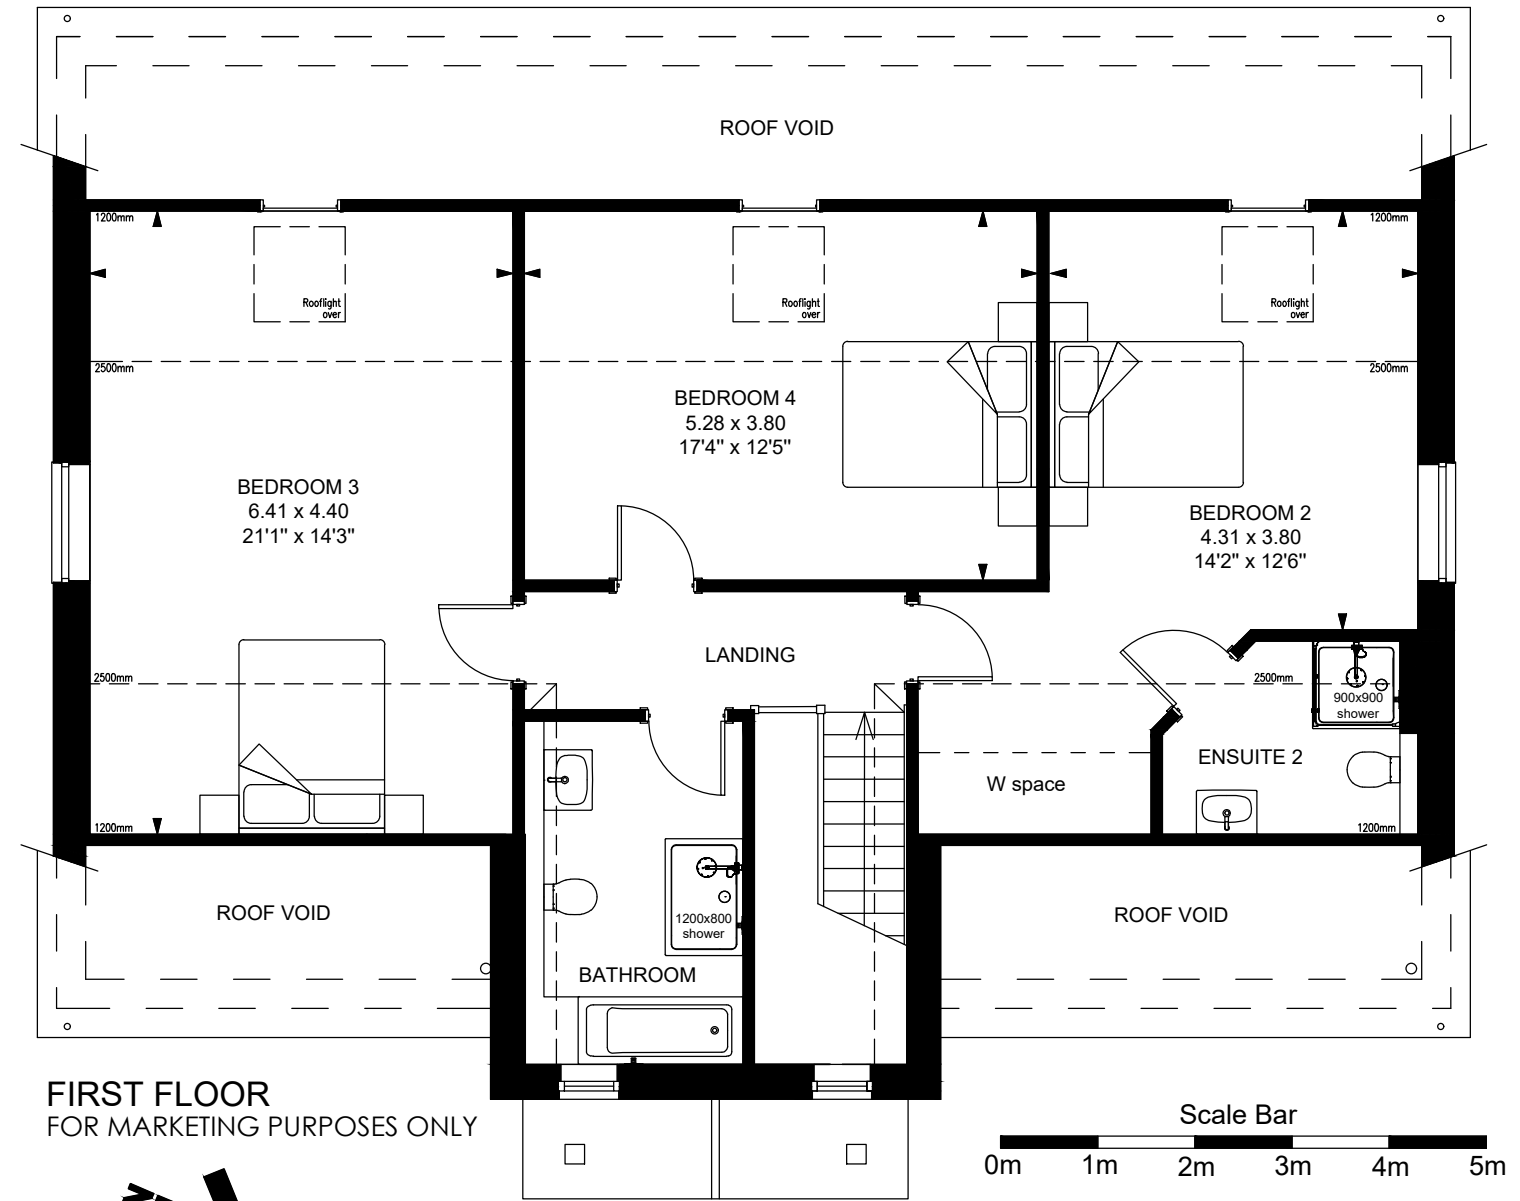 ROOF VOID
1200mm
1200mm
Rooflight
over
Rooflight
over
Rooflight
over
2500mm
2500mm
BEDROOM 4
5.28 x 3.80
17'4" x 12'5"
BEDROOM 3
6.41 x 4.40
21'1" x 14'3"
BEDROOM 2
4.31 x 3.80
14'2" x 12'6"
LANDING
2500mm
2500mm
900x900
shower
ENSUITE 2
W space
1200mm
1200mm
ROOF VOID
1200x800
shower
ROOF VOID
BATHROOM
FIRST FLOOR
FOR MARKETING PURPOSES ONLY
Scale Bar
0m 1m 2m 3m 4m 5m